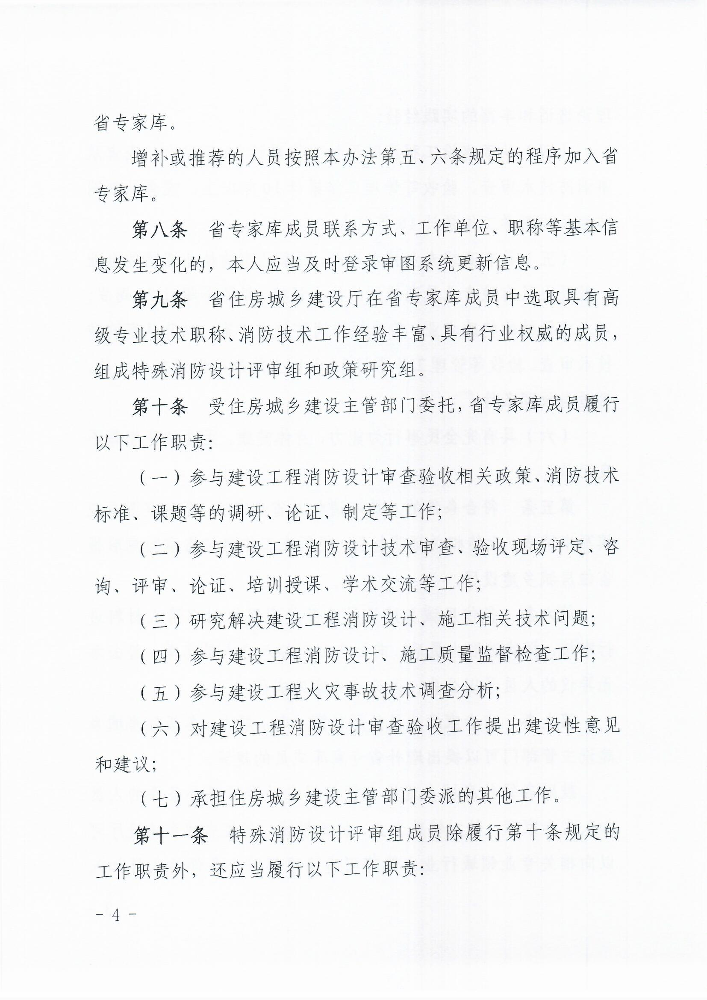 省专家库。
增补或推荐的人员按照本办法第五、六条规定的程序加入省
专家库。
第八条 省专家库成员联系方式、工作单位、职称等基本信
息发生变化的，本人应当及时登录审图系统更新信息。
第九条 省住房城乡建设厅在省专家库成员中选取具有高
级专业技术职称、消防技术工作经验丰富、具有行业权威的成员，
组成特殊消防设计评审组和政策研究组。
第十条 受住房城乡建设主管部门委托，省专家库成员履行
以下工作职责：
（一）参与建设工程消防设计审查验收相关政策、消防技术
标准、课题等的调研、论证、制定等工作；
（二）参与建设工程消防设计技术审查、验收现场评定、咨
询、评审、论证、培训授课、学术交流等工作；
（三）研究解决建设工程消防设计、施工相关技术问题；
（四）参与建设工程消防设计、施工质量监督检查工作；
（五）参与建设工程火灾事故技术调查分析；
（六）对建设工程消防设计审查验收工作提出建设性意见
和建议；
（七）承担住房城乡建设主管部门委派的其他工作。
第十一条 特殊消防设计评审组成员除履行第十条规定的
工作职责外，还应当履行以下工作职责：
- 4 -